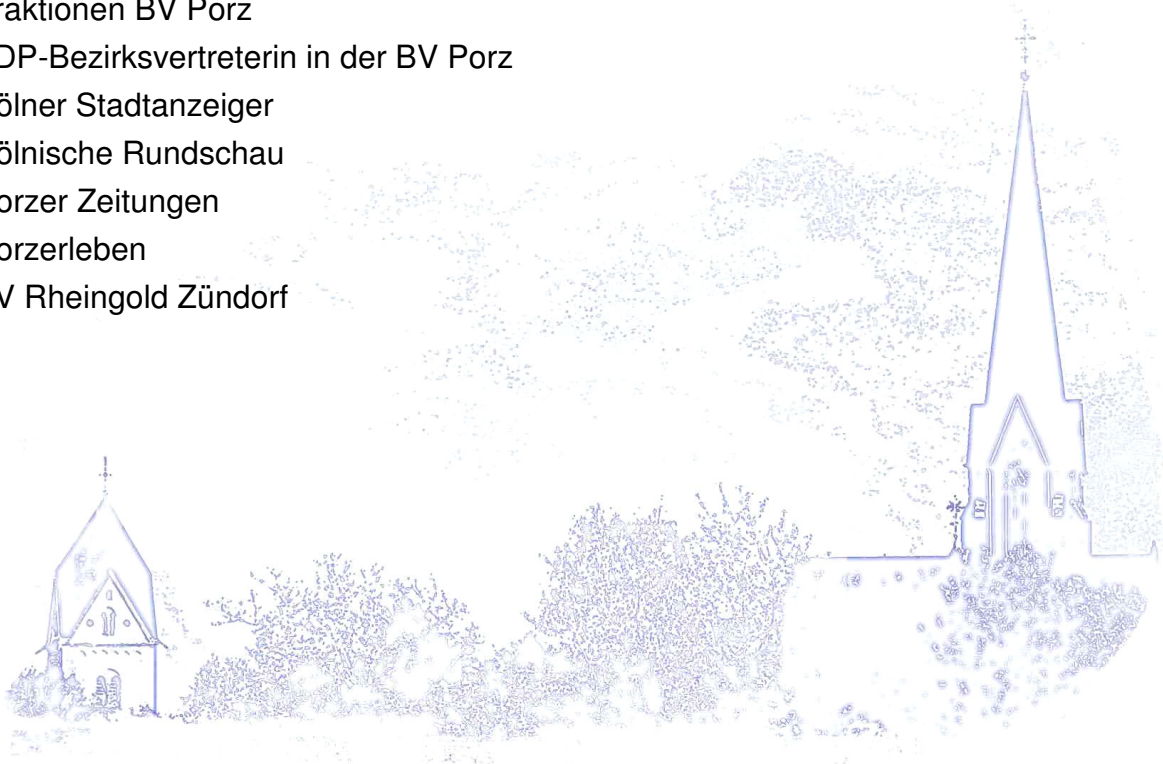 raktionen BV Porz
DP-Bezirksvertreterin in der BV Porz
ölner Stadtanzeiger
ölnische Rundschau
orzer Zeitungen
orzerleben
V Rheingold Zündorf